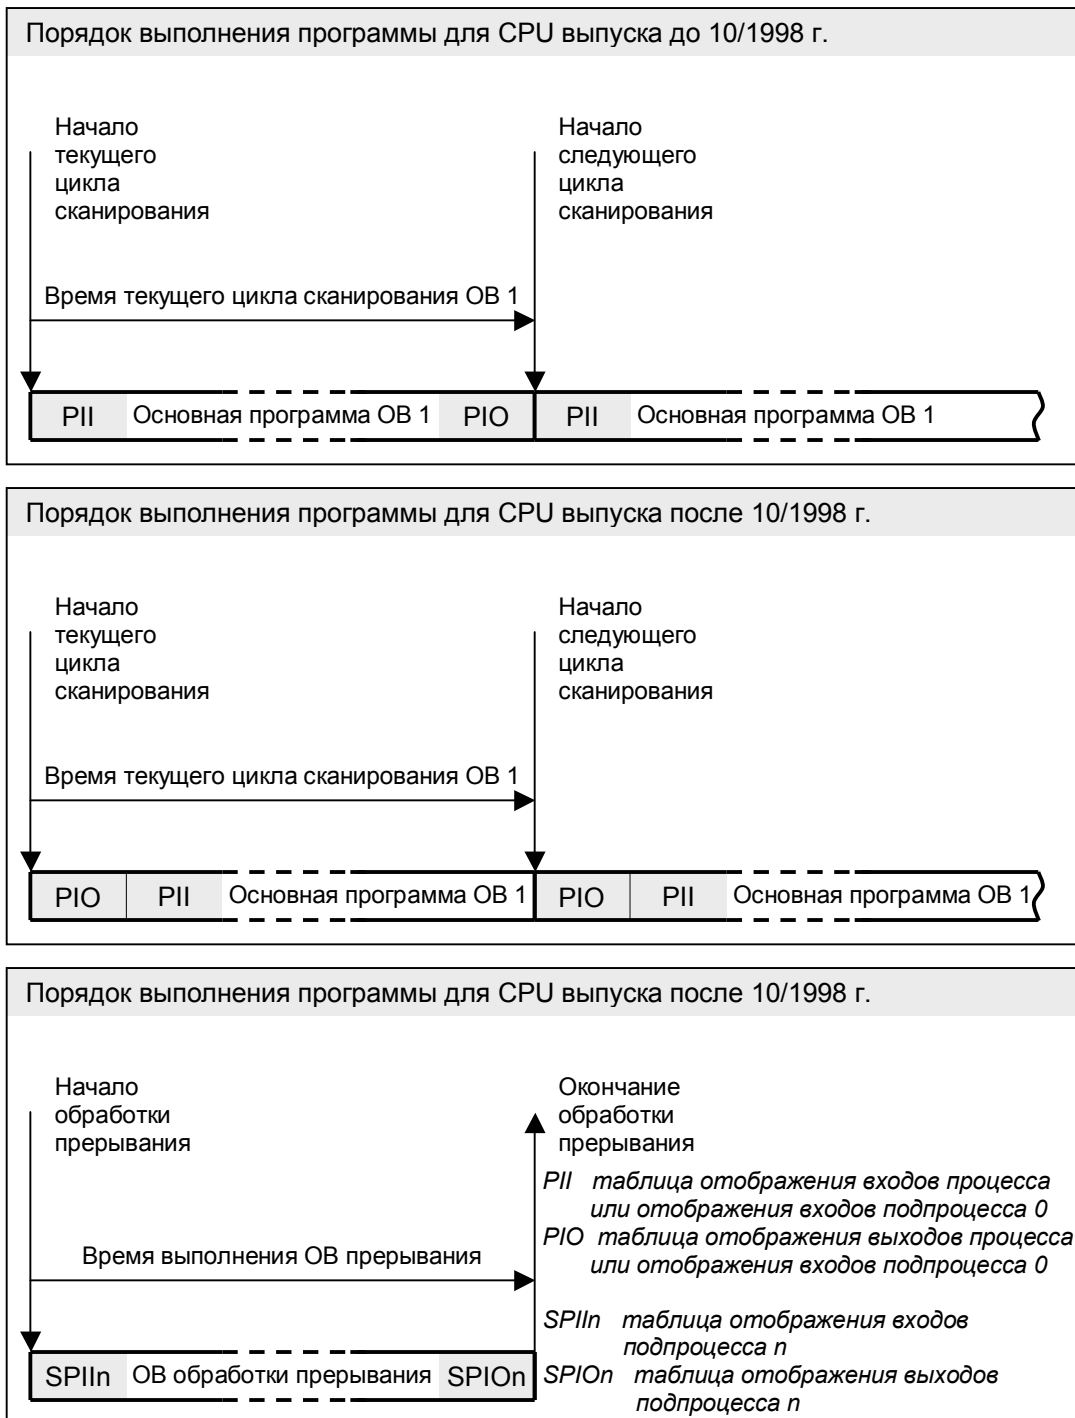 Порядок выполнения программы для CPU выпуска до 10/1998 г.
Начало
текущего
цикла
сканирования
Начало
следующего
цикла
сканирования
Время текущего цикла сканирования OB 1
PII Основная программа OB 1 PIO PII Основная программа OB 1
Порядок выполнения программы для CPU выпуска после 10/1998 г.
Начало
текущего
цикла
сканирования
Начало
следующего
цикла
сканирования
Время текущего цикла сканирования OB 1
PIO PII Основная программа OB 1 PIO PII Основная программа OB 1
Порядок выполнения программы для CPU выпуска после 10/1998 г.
Начало
обработки
прерывания
Окончание
обработки
прерывания
PII таблица отображения входов процесса
или отображения входов подпроцесса 0
PIO таблица отображения выходов процесса
или отображения входов подпроцесса 0
Время выполнения OB прерывания
SPIIn таблица отображения входов
подпроцесса n
SPIOn таблица отображения выходов
подпроцесса n
SPIIn OB обработки прерывания SPIOn